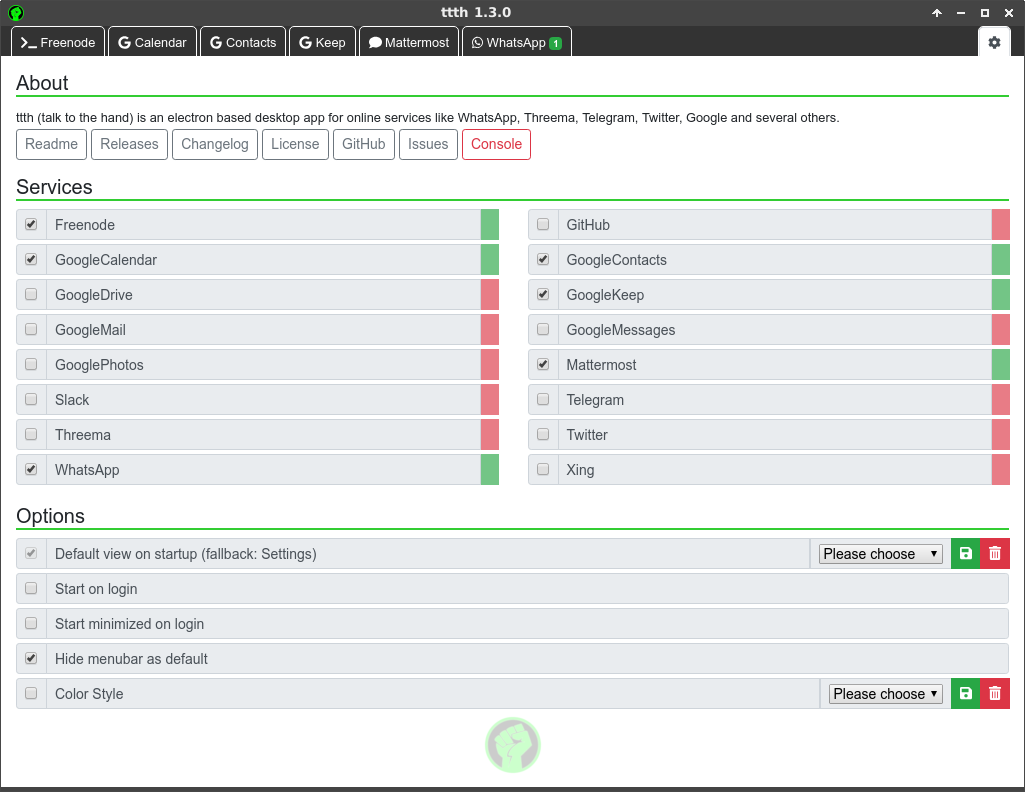 ttth 1.3.0
Freenode G Calendar G Contacts G Keep Mattermost WhatsApp 1
About
ttth (talk to the hand) is an electron based desktop app for online services like WhatsApp, Threema, Telegram, Twitter, Google and several others.
Readme Releases Changelog License GitHub Issues Console
Services
Freenode GitHub
GoogleCalendar GoogleContacts
GoogleDrive GoogleKeep
GoogleMail GoogleMessages
GooglePhotos Mattermost
Slack Telegram
Threema Twitter
WhatsApp Xing
Options
Default view on startup (fallback: Settings) Please choose
Start on login
Start minimized on login
Hide menubar as default
Color Style Please choose